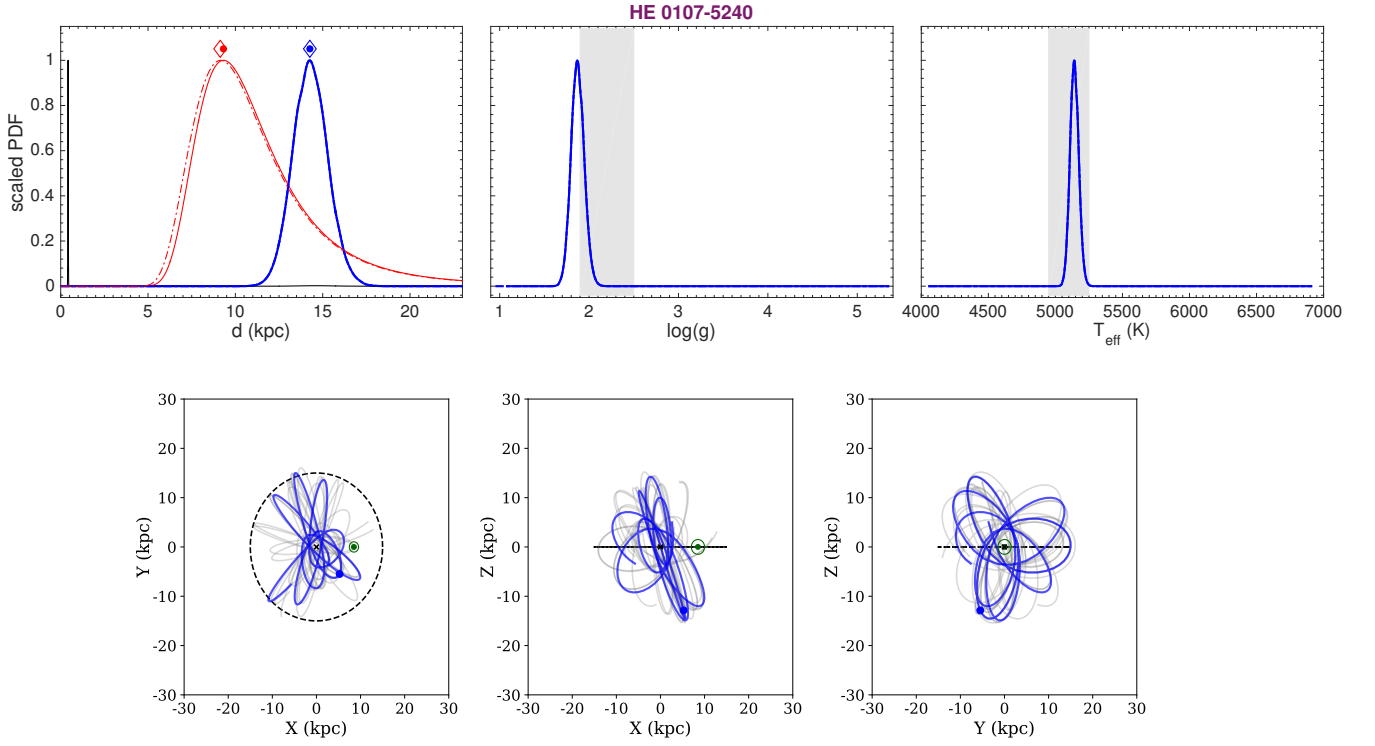 HE 0107-5240
scaled PDF
1
0.8
0.6
0.4
0.2
0
0 5 10 15 20
d (kpc)
1 2 3 4 5
log(g)
4000 4500 5000 5500 6000 6500 7000
T_eff (K)
Y (kpc)
30
20
10
0
-10
-20
-30
-30 -20 -10 0 10 20 30
X (kpc)
Z (kpc)
30
20
10
0
-10
-20
-30
-30 -20 -10 0 10 20 30
X (kpc)
Z (kpc)
30
20
10
0
-10
-20
-30
-30 -20 -10 0 10 20 30
Y (kpc)